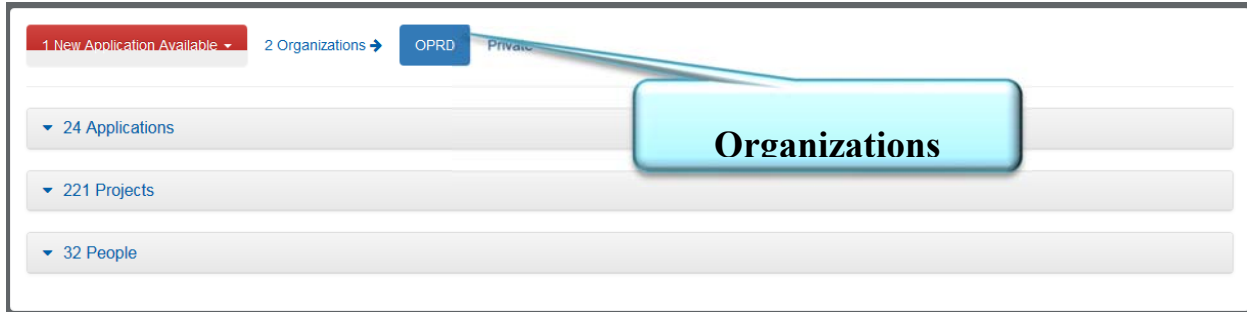 1 New Application Available
2 Organizations
OPRD
Private
Organizations
24 Applications
221 Projects
32 People